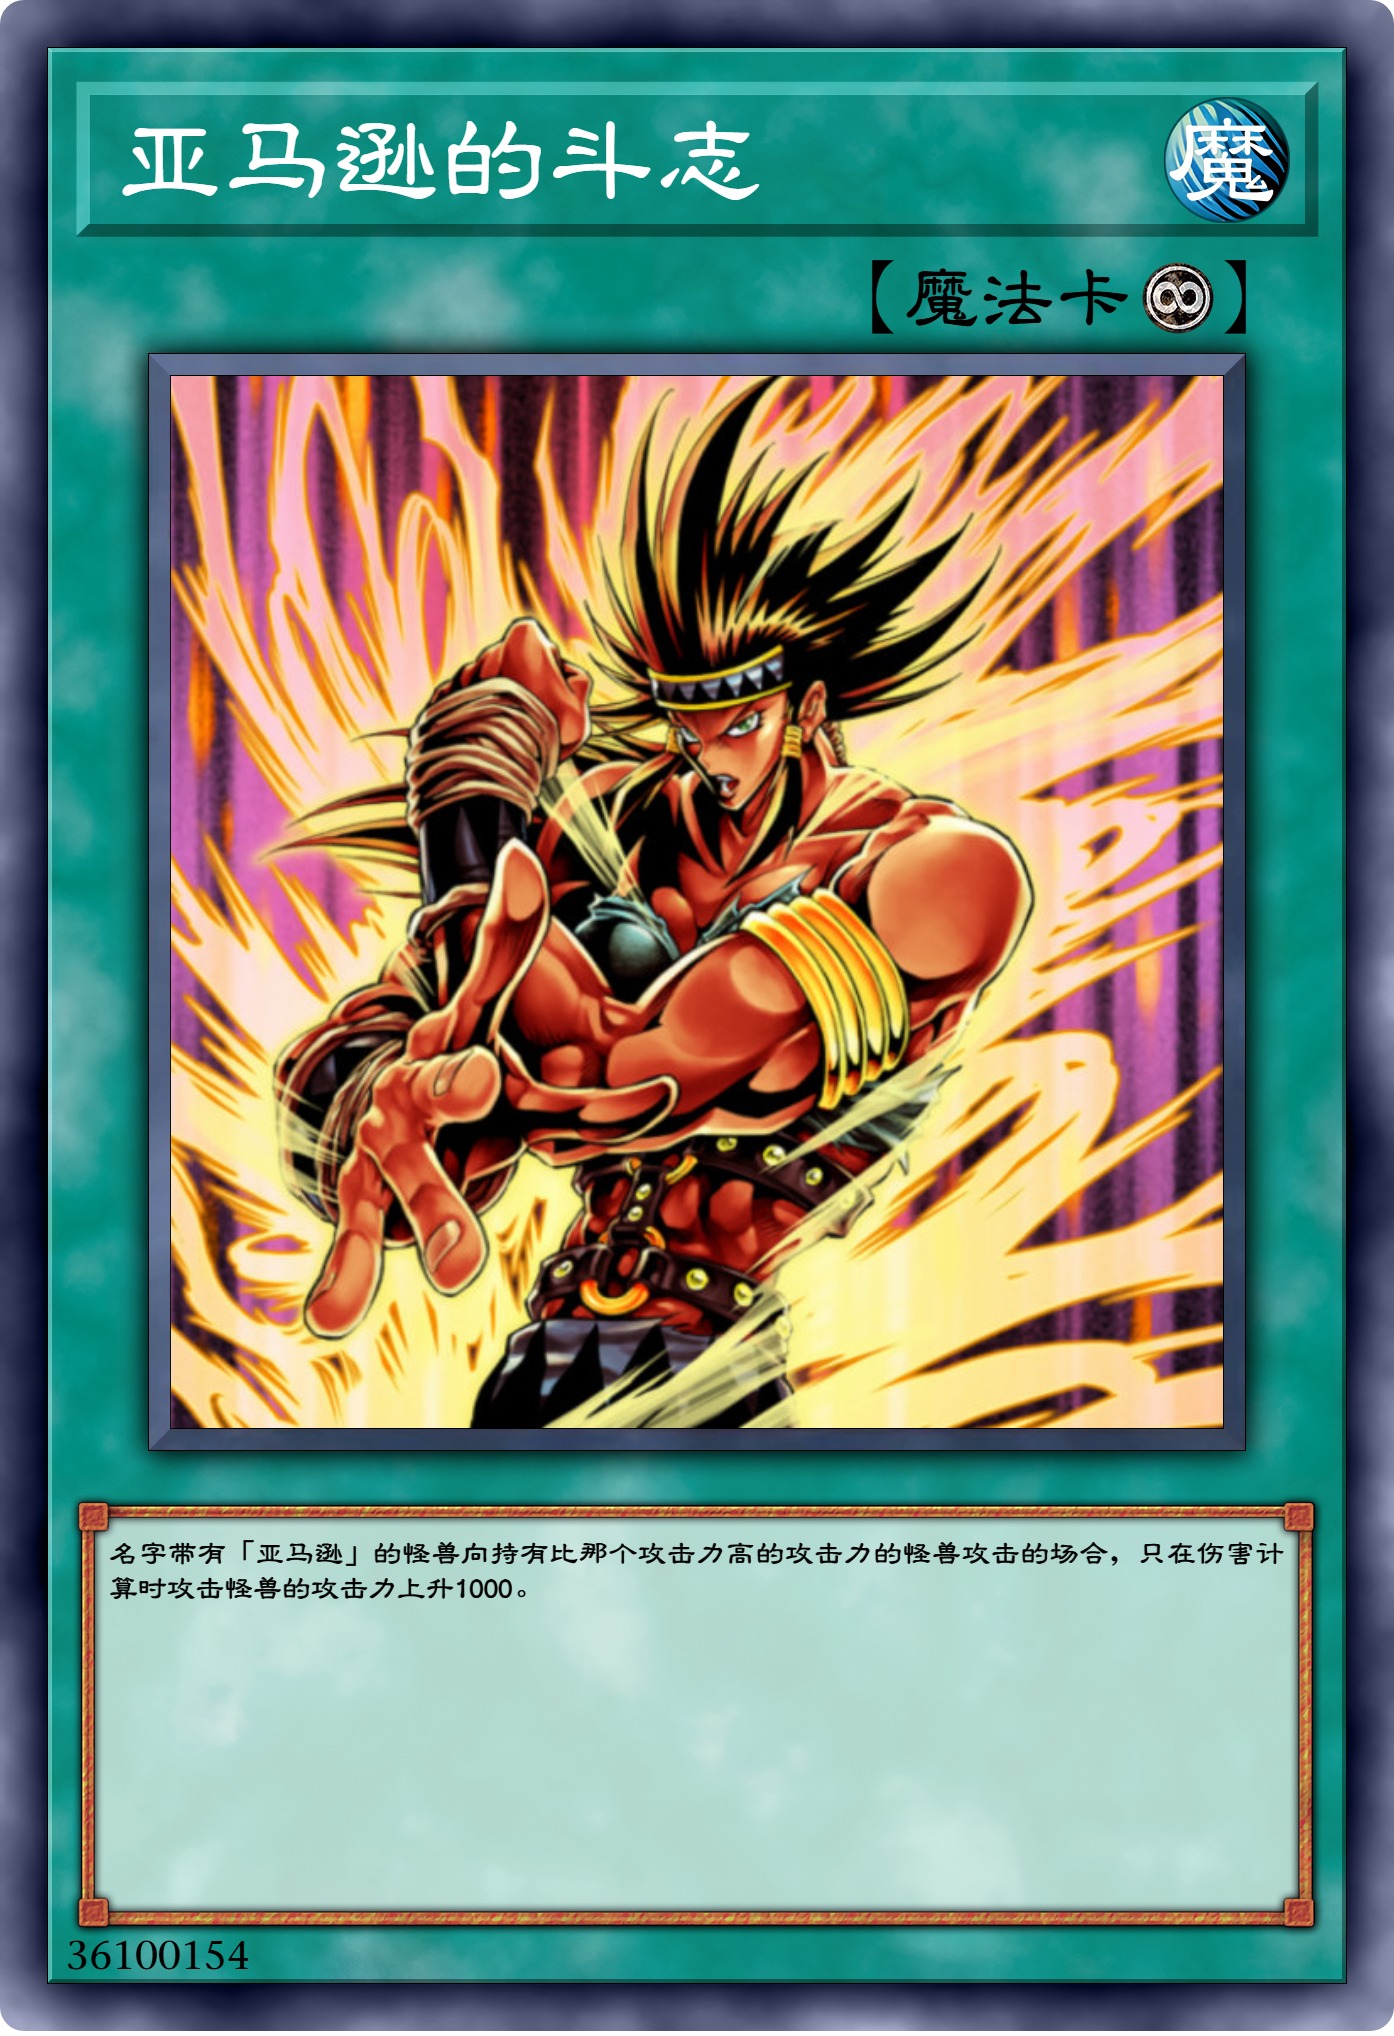 亚马逊的斗志
魔
【魔法卡】
名字带有「亚马逊」的怪兽向持有比那个攻击力高的攻击力的怪兽攻击的场合，只在伤害计
算时攻击怪兽的攻击力上升1000。
36100154